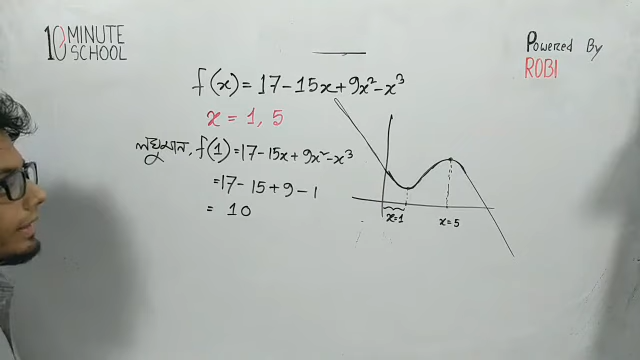 10 MINUTE
SCHOOL
Powered By
ROBI
f(x) = 17 - 15x + 9x² - x³
x = 1, 5
লঘুমান, f(1) = 17 - 15x + 9x² - x³
= 17 - 15 + 9 - 1
= 10
x=1
x=5